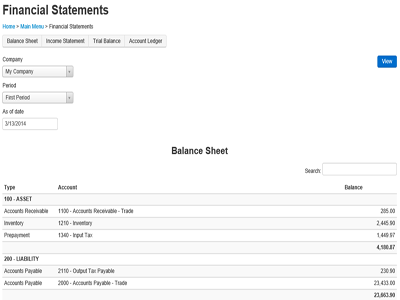 Financial Statements
Home > Main Menu > Financial Statements
Balance Sheet Income Statement Trial Balance Account Ledger
Company
View
My Company
Period
First Period
As of date
3/13/2014
Balance Sheet
Search:
Type Account Balance
100 - ASSET
Accounts Receivable 1100 - Accounts Receivable - Trade 285.00
Inventory 1210 - Inventory 2,445.90
Prepayment 1340 - Input Tax 1,449.97
4,180.87
200 - LIABILITY
Accounts Payable 2110 - Output Tax Payable 230.90
Accounts Payable 2000 - Accounts Payable - Trade 23,433.00
23,663.90